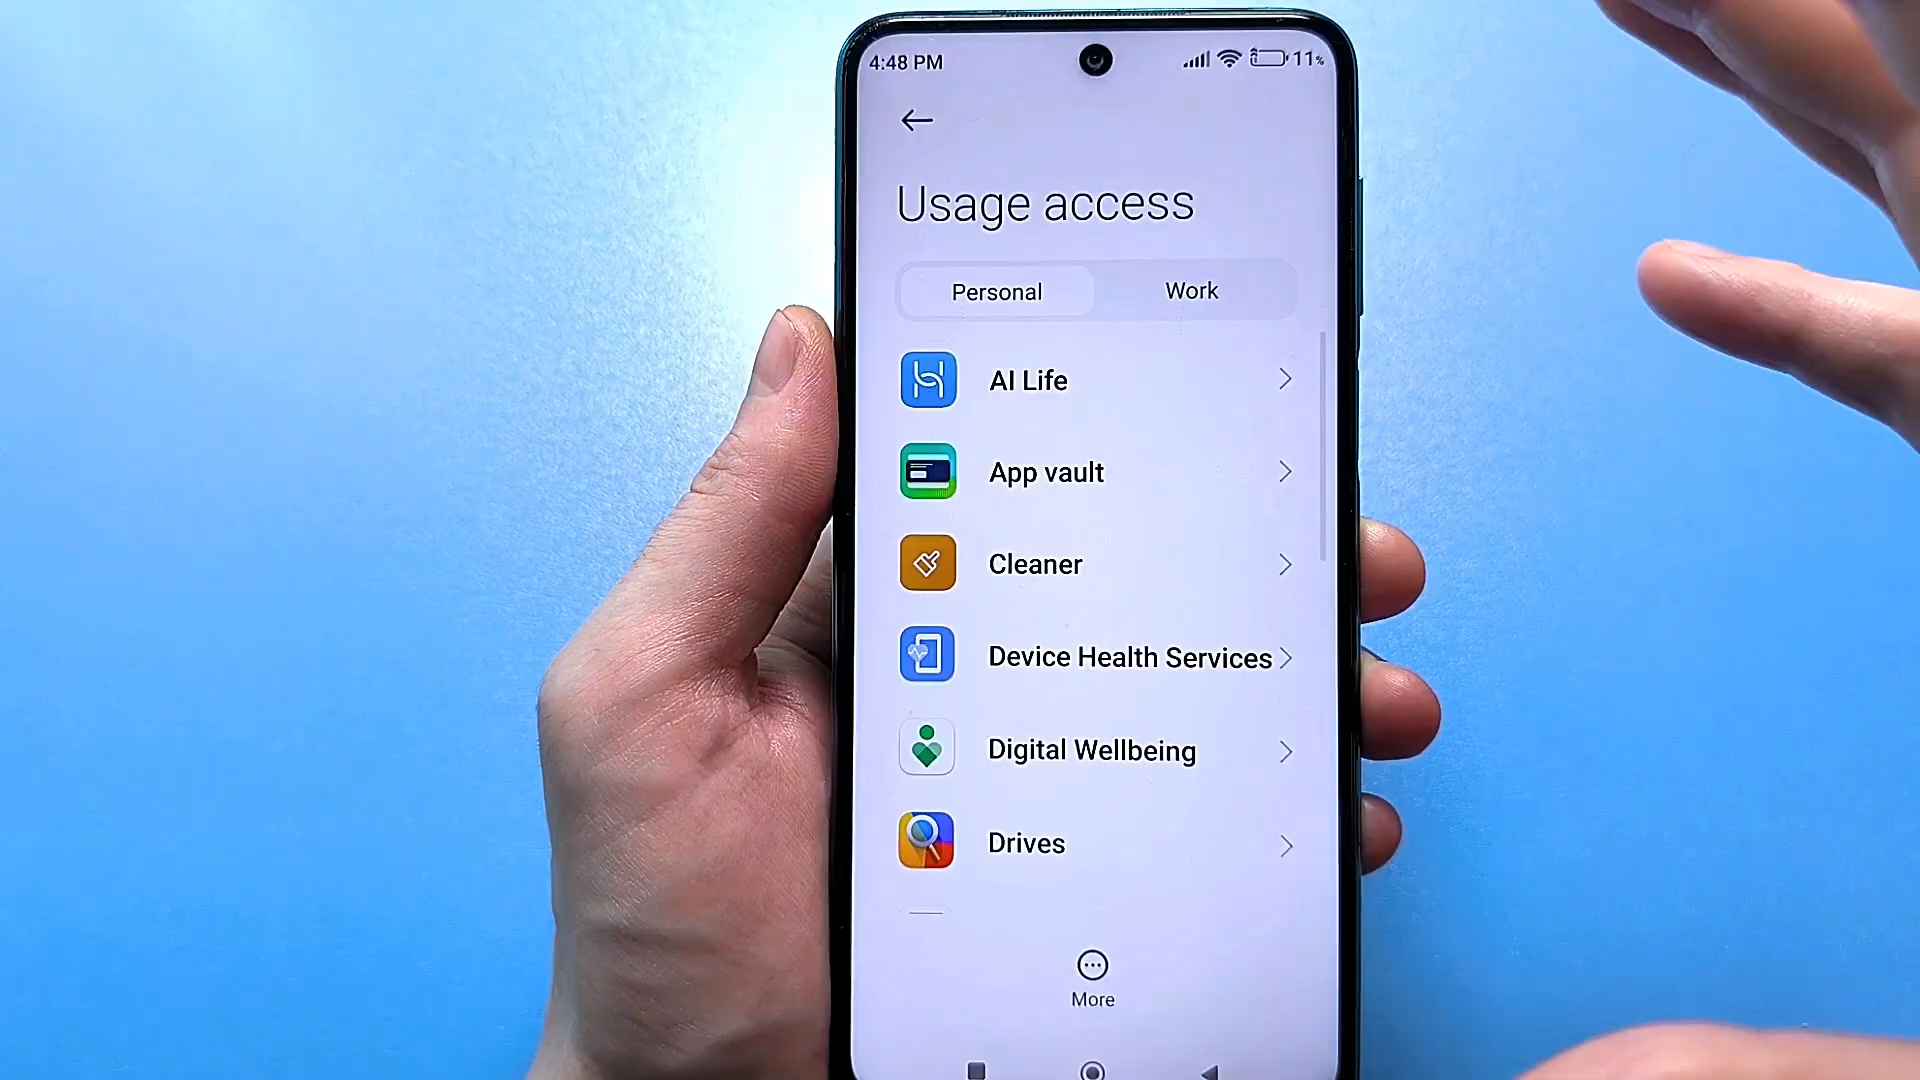 4:48 PM 11%
Usage access
Personal Work
AI Life
App vault
Cleaner
Device Health Services
Digital Wellbeing
Drives
More